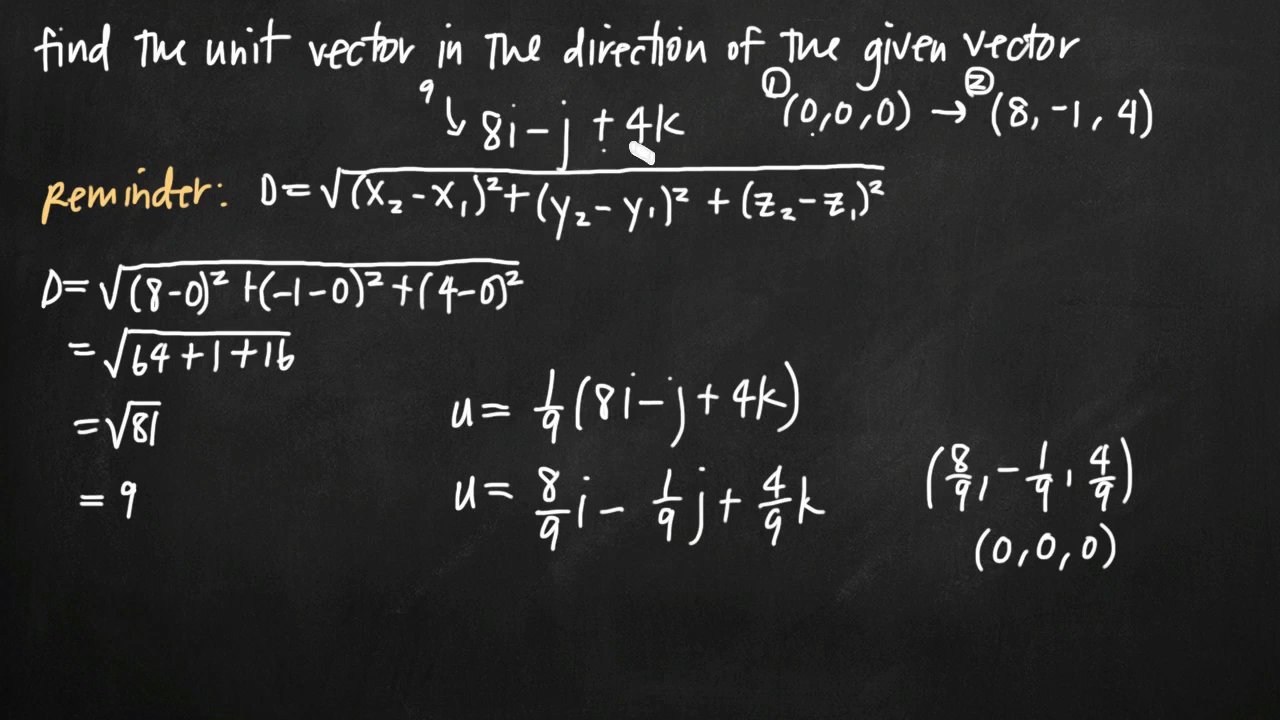 find the unit vector in the direction of the given vector
9 ↓ 8i - j + 4k
① (0,0,0) → ② (8, -1, 4)
Reminder: D = √((x₂ - x₁)² + (y₂ - y₁)² + (z₂ - z₁)²)
D = √((8-0)² + (-1-0)² + (4-0)²)
= √(64 + 1 + 16)
= √81
= 9
u = 1/9 (8i - j + 4k)
u = 8/9 i - 1/9 j + 4/9 k
(8/9, -1/9, 4/9)
(0,0,0)